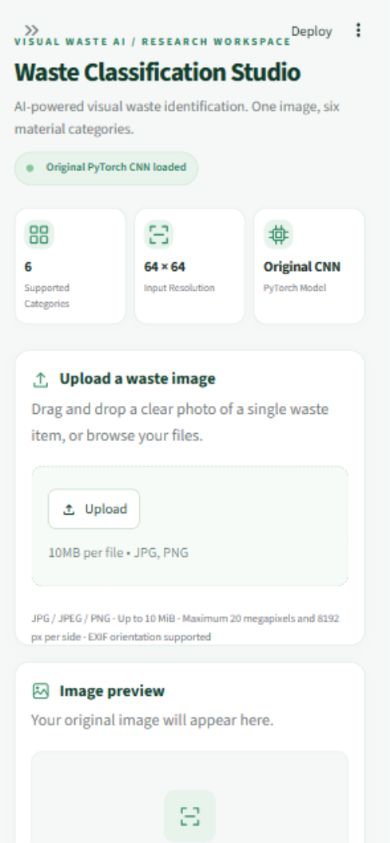 Deploy
VISUAL WASTE AI / RESEARCH WORKSPACE
Waste Classification Studio
AI-powered visual waste identification. One image, six
material categories.
Original PyTorch CNN loaded
6
Supported
Categories
64 × 64
Input Resolution
Original CNN
PyTorch Model
Upload a waste image
Drag and drop a clear photo of a single waste
item, or browse your files.
Upload
10MB per file • JPG, PNG
JPG / JPEG / PNG · Up to 10 MiB · Maximum 20 megapixels and 8192
px per side · EXIF orientation supported
Image preview
Your original image will appear here.